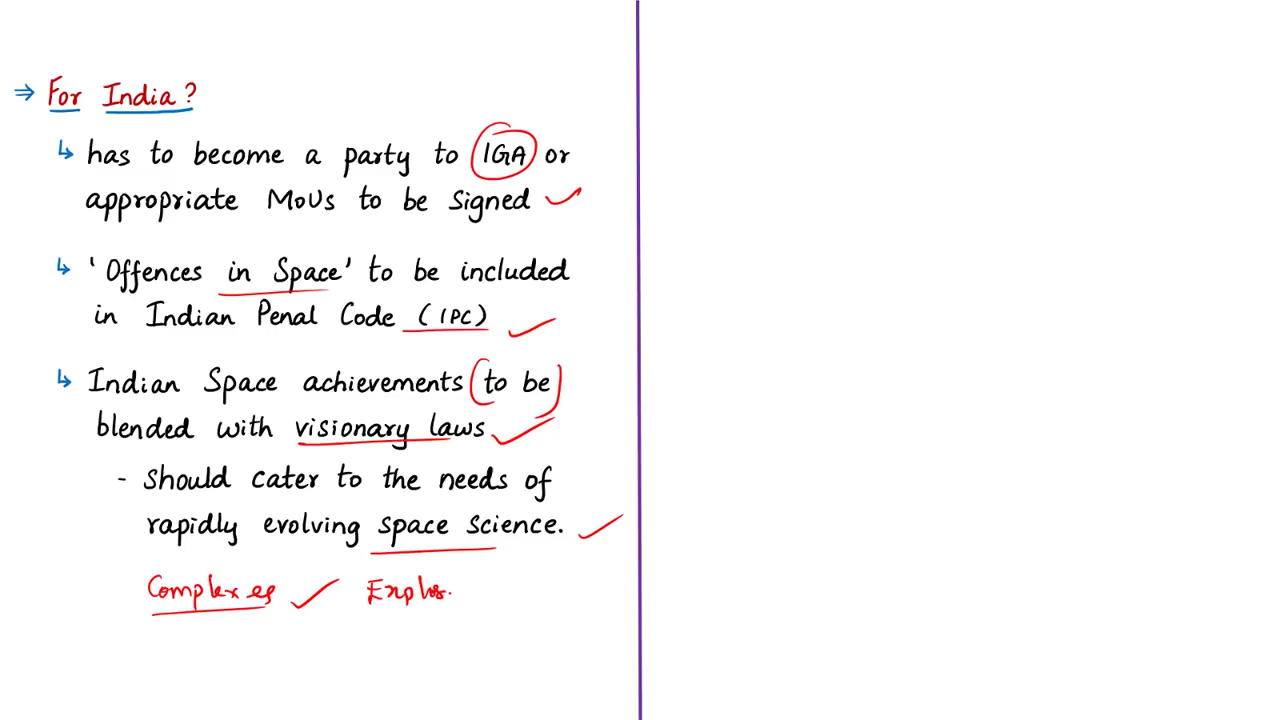 ⇒ For India?
↳ has to become a party to IGA or
appropriate MoUs to be signed
↳ 'Offences in Space' to be included
in Indian Penal Code (IPC)
↳ Indian Space achievements (to be)
blended with visionary laws
- Should cater to the needs of
rapidly evolving space science.
Complexes